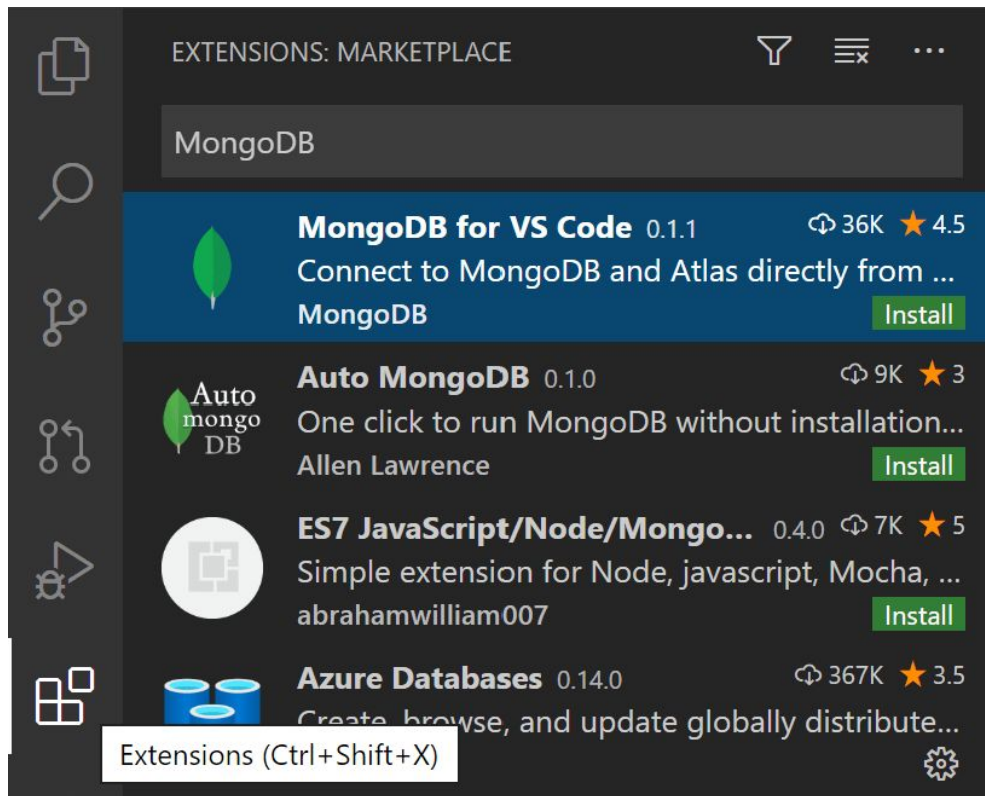 EXTENSIONS: MARKETPLACE
MongoDB
MongoDB for VS Code 0.1.1 36K ★ 4.5
Connect to MongoDB and Atlas directly from ...
MongoDB Install
Auto mongo DB
Auto MongoDB 0.1.0 9K ★ 3
One click to run MongoDB without installation...
Allen Lawrence Install
ES7 JavaScript/Node/Mongo... 0.4.0 7K ★ 5
Simple extension for Node, javascript, Mocha, ...
abrahamwilliam007 Install
Azure Databases 0.14.0 367K ★ 3.5
Create, browse, and update globally distribute...
Extensions (Ctrl+Shift+X)